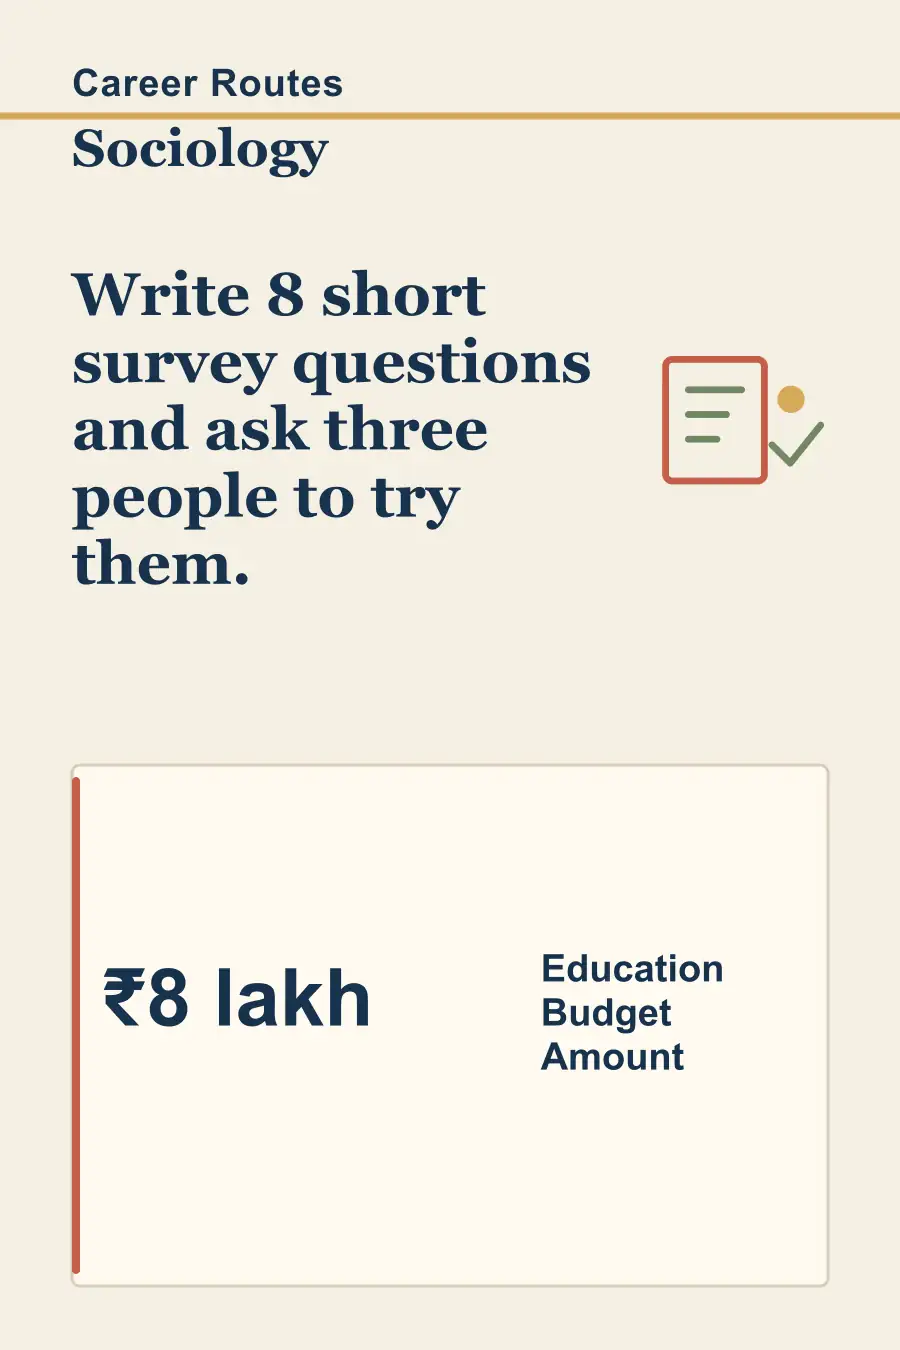 Career Routes
Sociology
Write 8 short
survey questions
and ask three
people to try
them.
₹8 lakh
Education
Budget
Amount